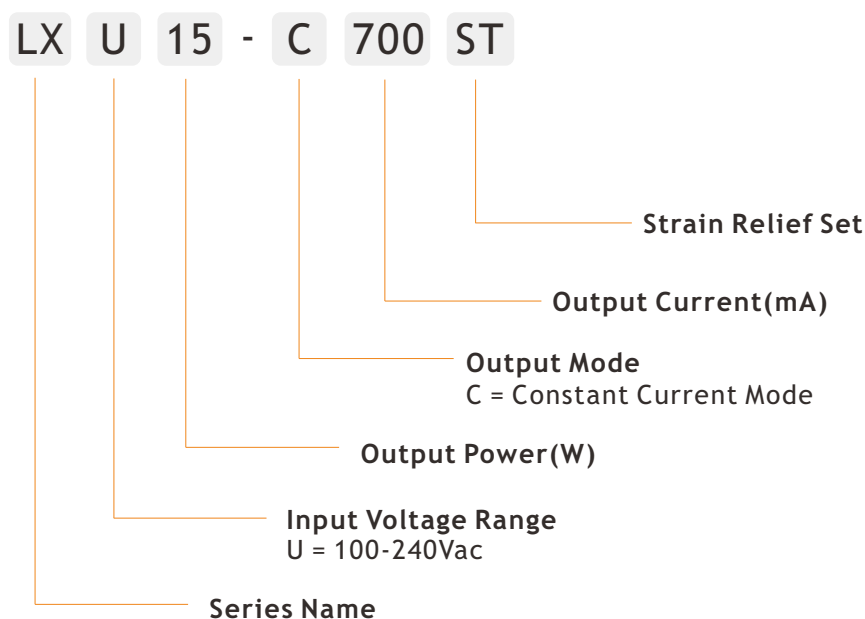 LX U 15 - C 700 ST
Strain Relief Set
Output Current(mA)
Output Mode
C = Constant Current Mode
Output Power(W)
Input Voltage Range
U = 100-240Vac
Series Name